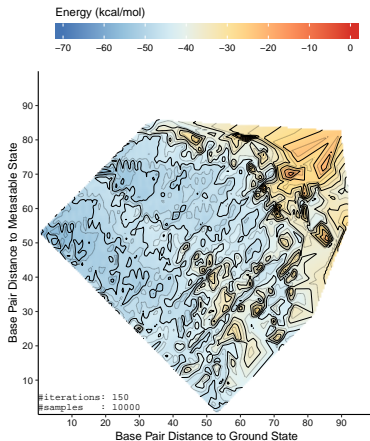 Energy (kcal/mol)
-70 -60 -50 -40 -30 -20 -10 0
Base Pair Distance to Metastable State
90
80
70
60
50
40
30
20
10
#iterations: 150
#samples   : 10000
10 20 30 40 50 60 70 80 90
Base Pair Distance to Ground State